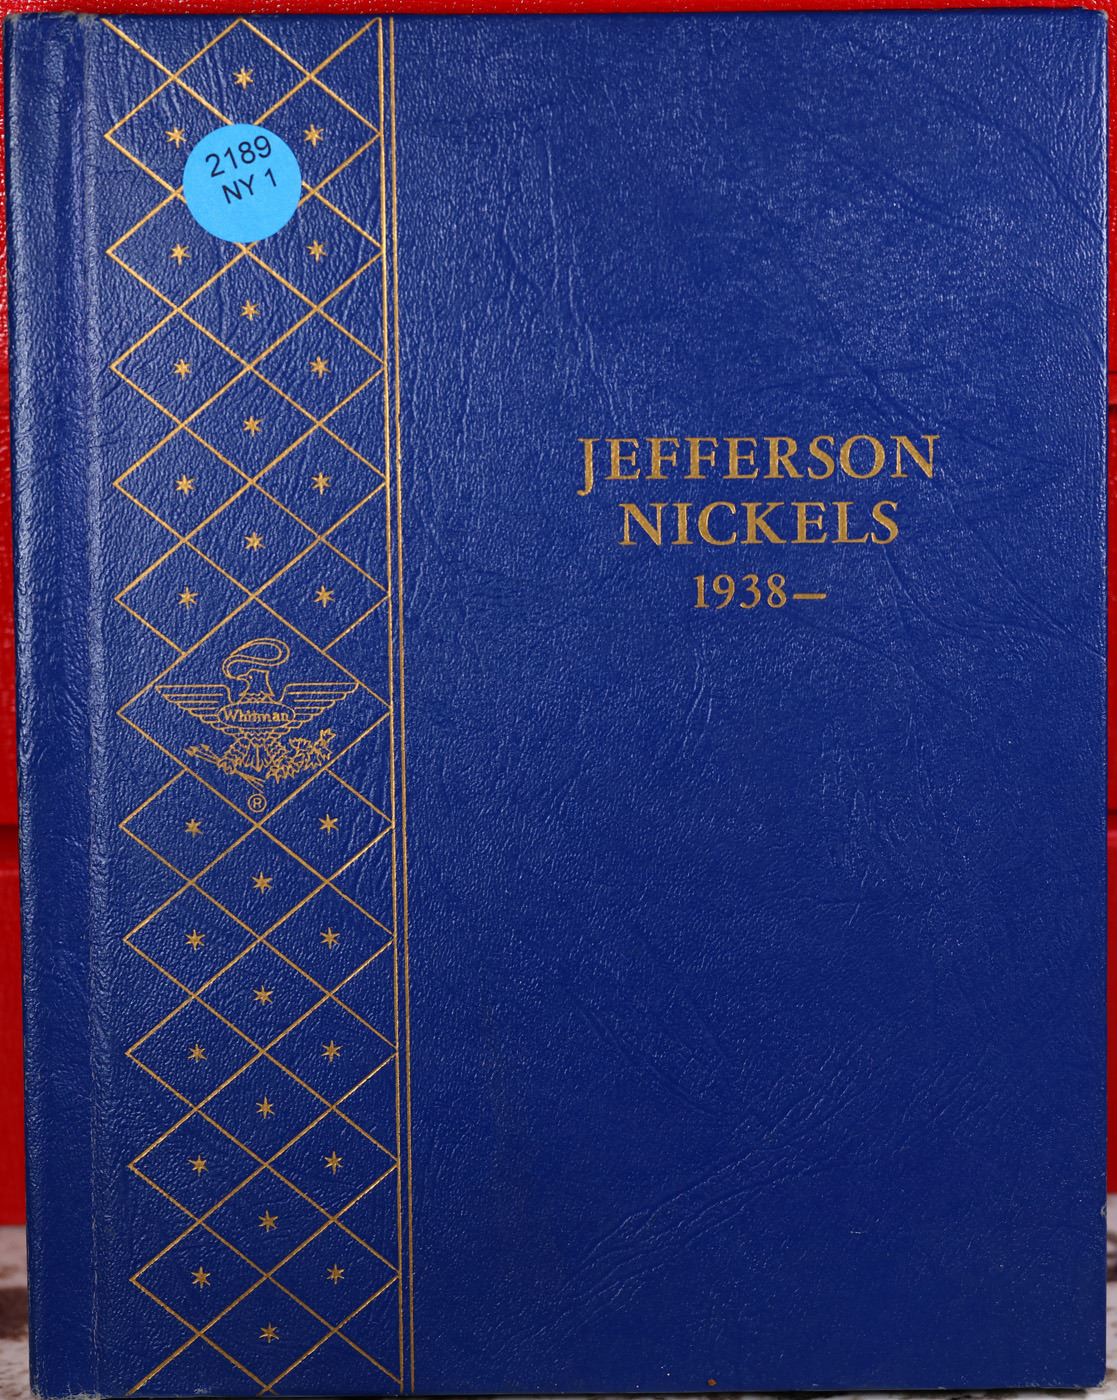 2189
NY 1
JEFFERSON
NICKELS
1938—
Whitman
®